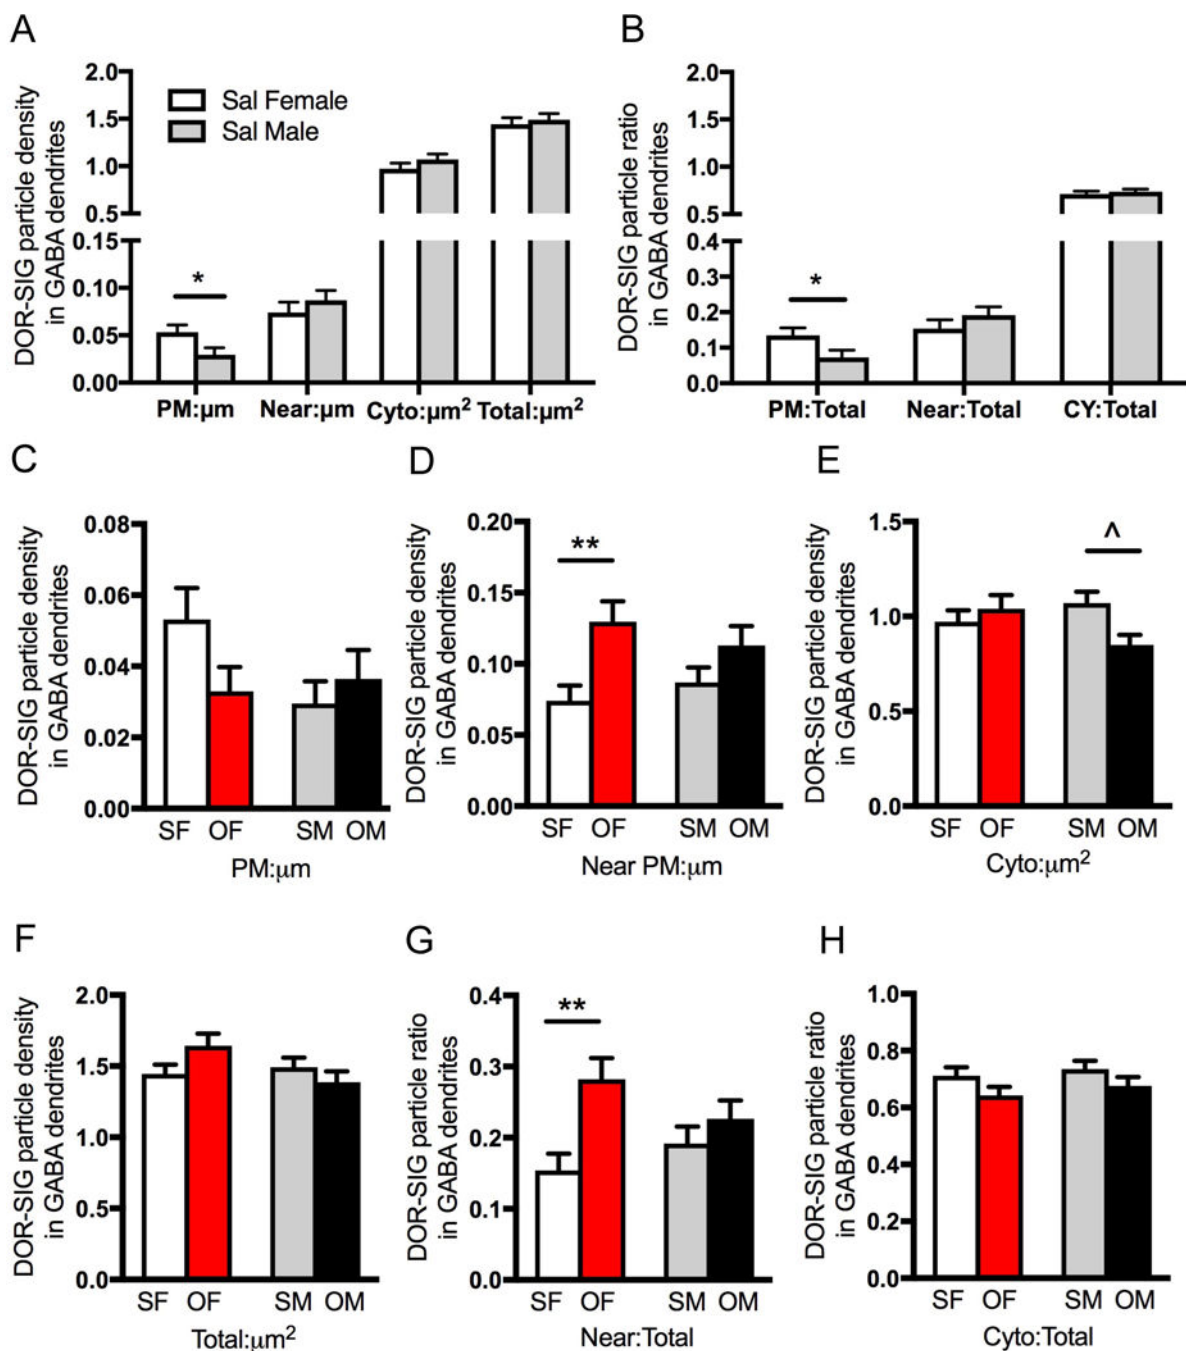 A
DOR-SIG particle density
in GABA dendrites
2.0
1.5
1.0
0.5
0.15
0.10
0.05
0.00
Sal Female
Sal Male
*
PM:μm Near:μm Cyto:μm² Total:μm²
B
DOR-SIG particle ratio
in GABA dendrites
2.0
1.5
1.0
0.5
0.4
0.3
0.2
0.1
0.0
*
PM:Total Near:Total CY:Total
C
DOR-SIG particle density
in GABA dendrites
0.08
0.06
0.04
0.02
0.00
SF OF SM OM
PM:μm
D
DOR-SIG particle density
in GABA dendrites
0.20
0.15
0.10
0.05
0.00
**
SF OF SM OM
Near PM:μm
E
DOR-SIG particle density
in GABA dendrites
1.5
1.0
0.5
0.0
^
SF OF SM OM
Cyto:μm²
F
DOR-SIG particle density
in GABA dendrites
2.0
1.5
1.0
0.5
0.0
SF OF SM OM
Total:μm²
G
DOR-SIG particle ratio
in GABA dendrites
0.4
0.3
0.2
0.1
0.0
**
SF OF SM OM
Near:Total
H
DOR-SIG particle ratio
in GABA dendrites
1.0
0.8
0.6
0.4
0.2
0.0
SF OF SM OM
Cyto:Total